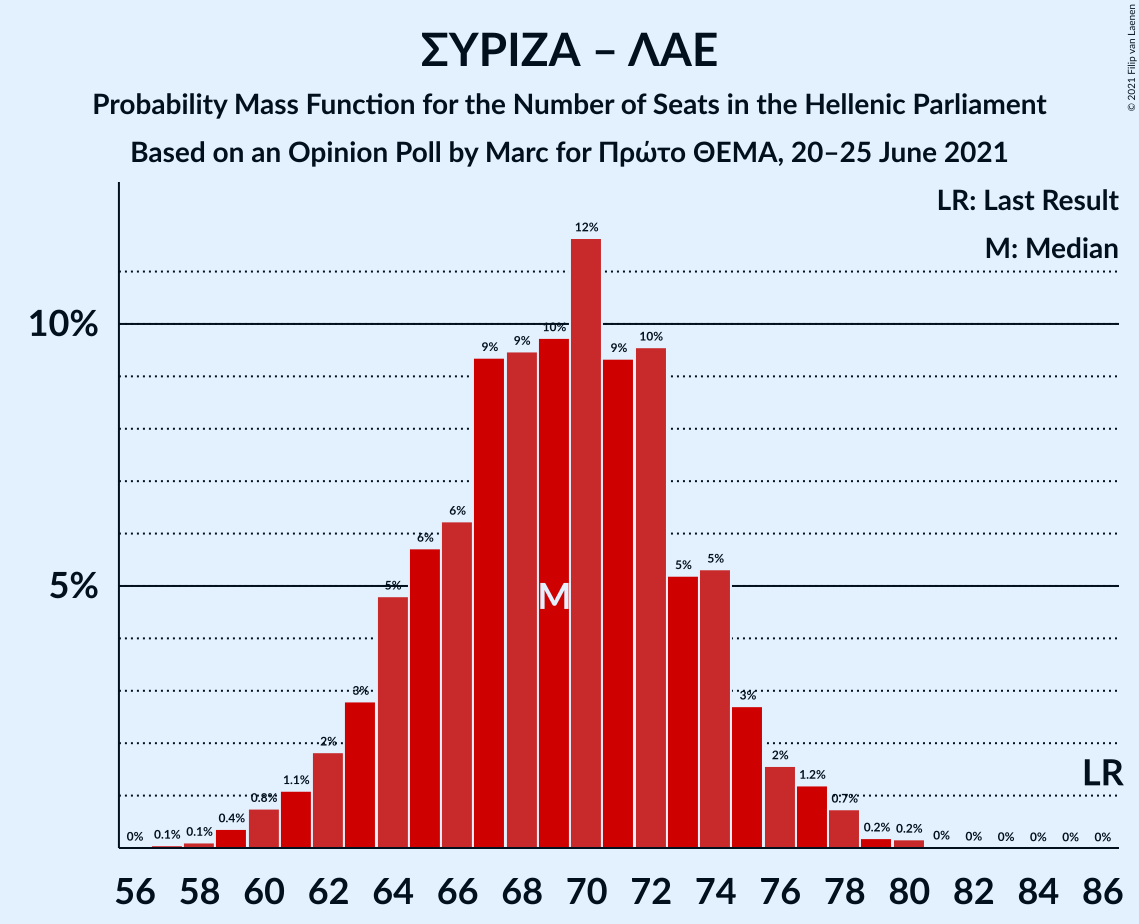 ΣΥΡΙΖΑ – ΛΑΕ
Probability Mass Function for the Number of Seats in the Hellenic Parliament
Based on an Opinion Poll by Marc for Πρώτο ΘΕΜΑ, 20–25 June 2021
© 2021 Filip van Laenen
LR: Last Result
M: Median
10%
5%
0% 0.1% 0.1% 0.4% 0.8% 1.1% 2% 3% 5% 6% 6% 9% 9% 10% 12% 9% 10% 5% 5% 3% 2% 1.2% 0.7% 0.2% 0.2% 0% 0% 0% 0% 0% 0%
M
LR
56 58 60 62 64 66 68 70 72 74 76 78 80 82 84 86